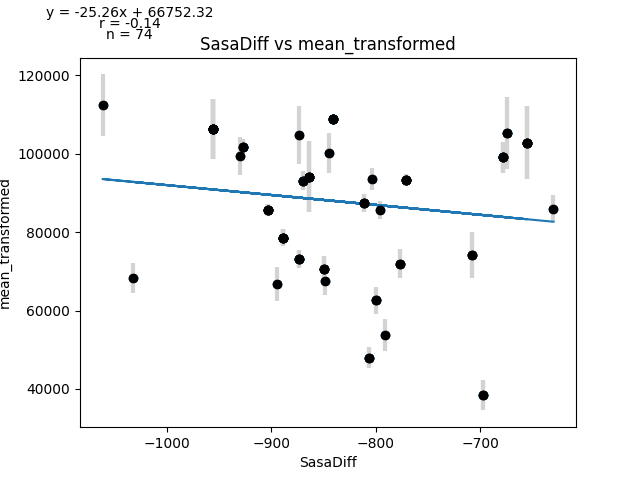 y = -25.26x + 66752.32
r = -0.14
n = 74
SasaDiff vs mean_transformed
120000
100000
80000
60000
40000
mean_transformed
−1000
−900
−800
−700
SasaDiff